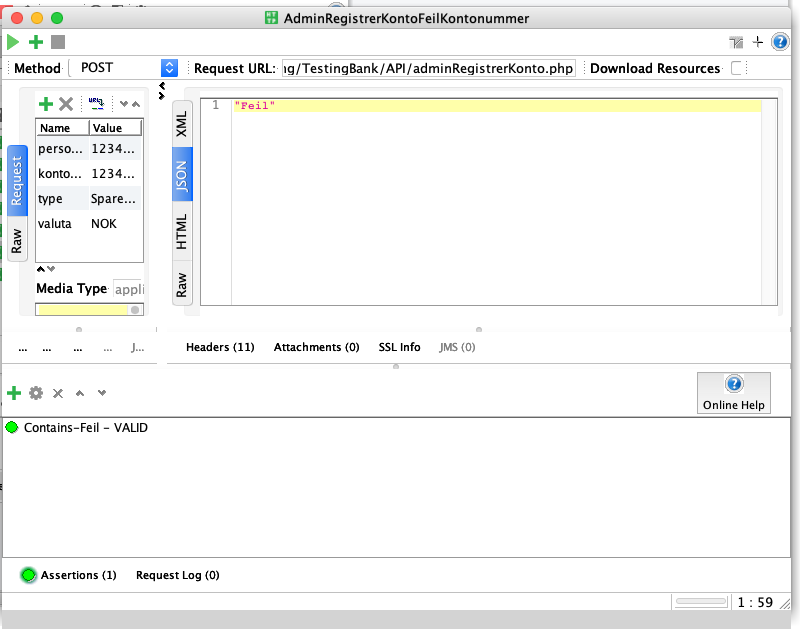 AdminRegistrerKontoFeilKontonummer
Method POST Request URL: ng/TestingBank/API/adminRegistrerKonto.php Download Resources
URL
Name Value
perso... 1234...
konto... 1234...
type Spare...
valuta NOK
Media Type appli
Request
Raw
XML
JSON
HTML
Raw
1 "Feil"
... ... ... ... J...
Headers (11) Attachments (0) SSL Info JMS (0)
Online Help
Contains-Feil - VALID
Assertions (1) Request Log (0)
1 : 59